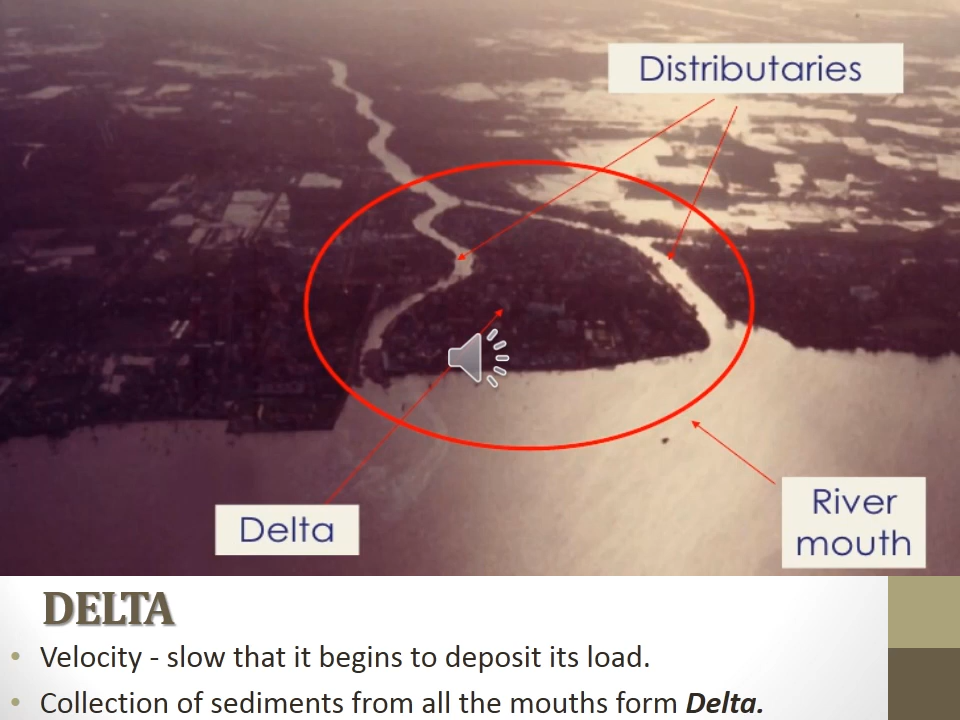 Distributaries
Delta
River
mouth
DELTA
• Velocity - slow that it begins to deposit its load.
• Collection of sediments from all the mouths form Delta.